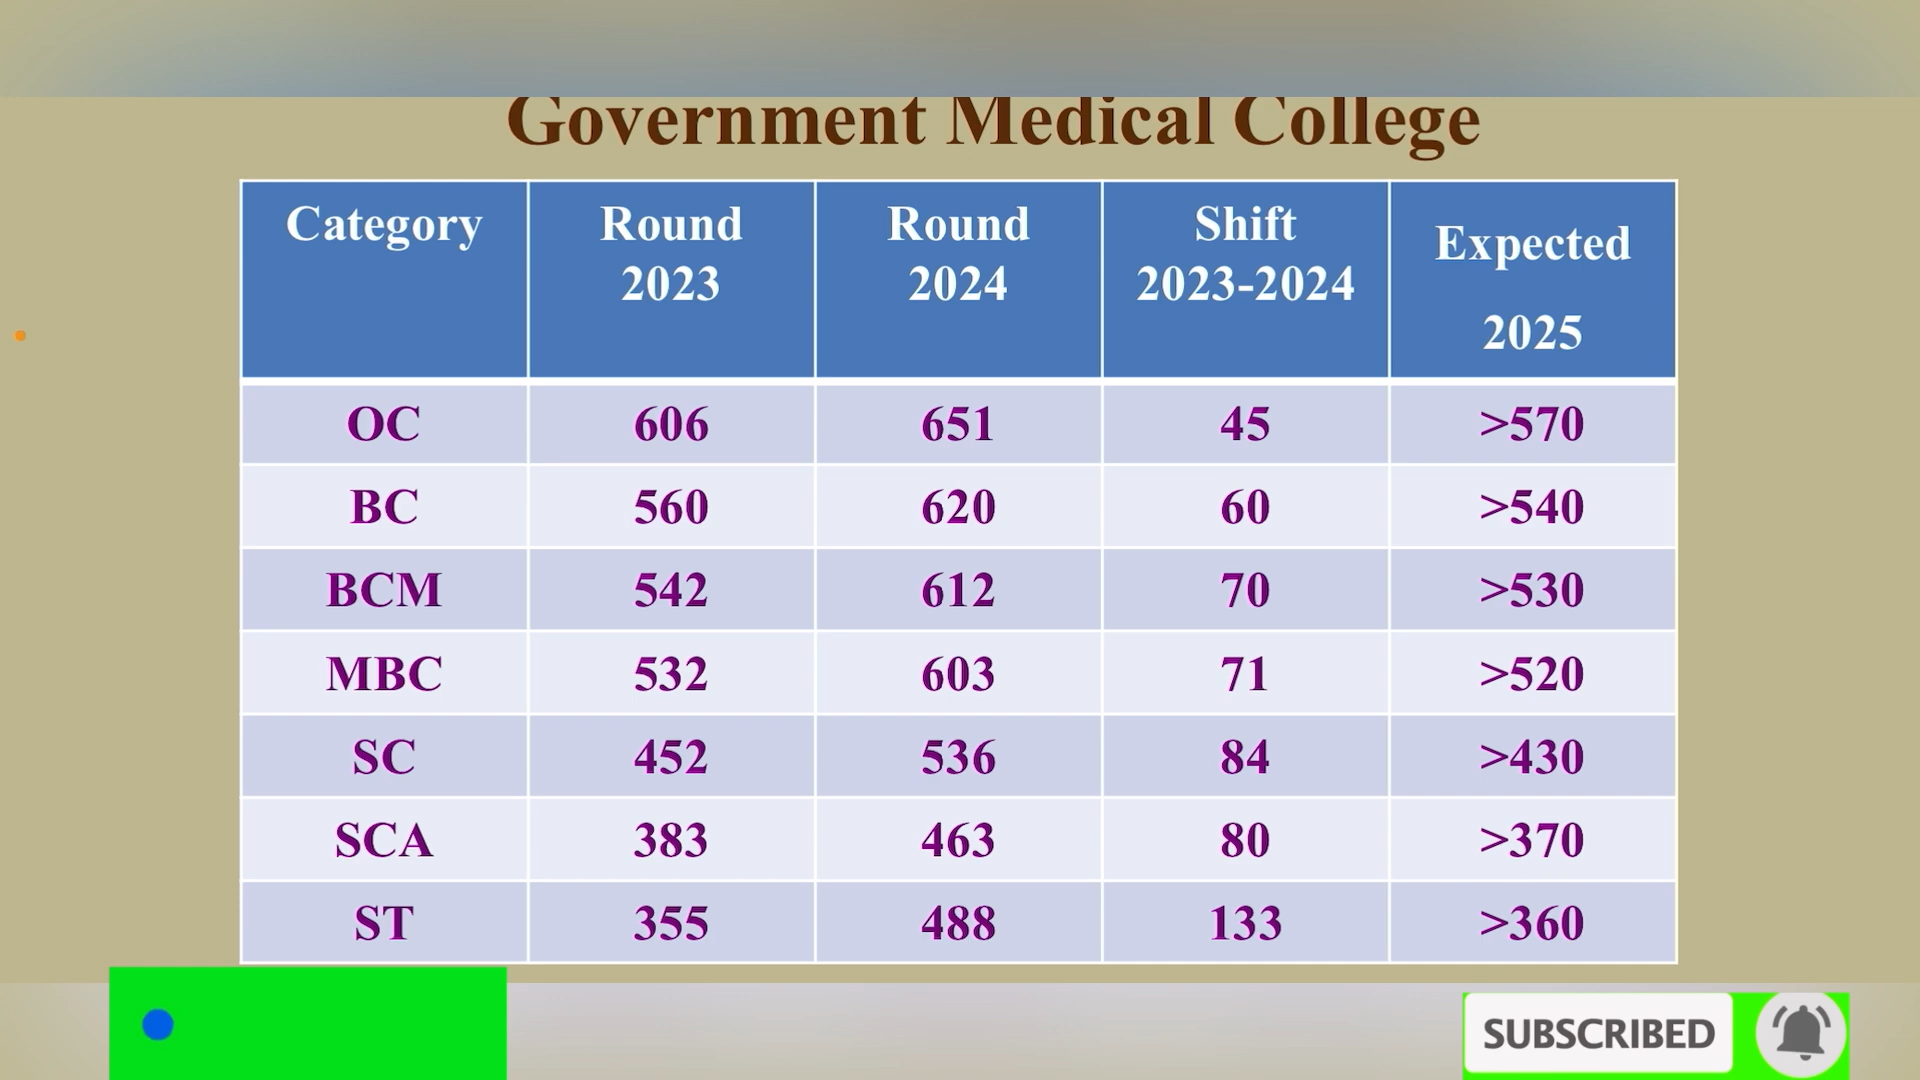 Government Medical College
Category Round 2023 Round 2024 Shift 2023-2024 Expected 2025
OC 606 651 45 >570
BC 560 620 60 >540
BCM 542 612 70 >530
MBC 532 603 71 >520
SC 452 536 84 >430
SCA 383 463 80 >370
ST 355 488 133 >360
SUBSCRIBED